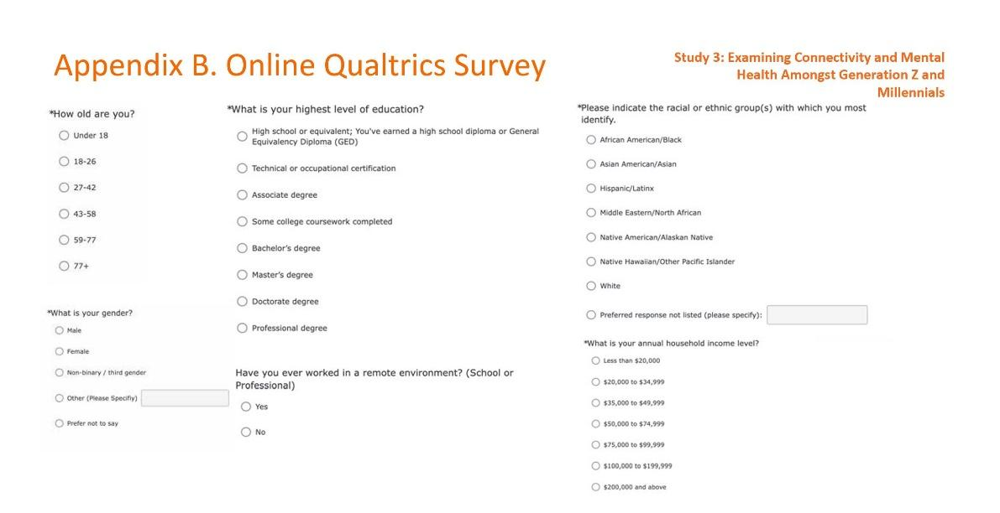 Appendix B. Online Qualtrics Survey
Study 3: Examining Connectivity and Mental
Health Amongst Generation Z and
Millennials
*How old are you?
Under 18
18-26
27-42
43-58
59-77
77+
*What is your gender?
Male
Female
Non-binary / third gender
Other (Please Specifiy)
Prefer not to say
*What is your highest level of education?
High school or equivalent; You've earned a high school diploma or General
Equivalency Diploma (GED)
Technical or occupational certification
Associate degree
Some college coursework completed
Bachelor's degree
Master's degree
Doctorate degree
Professional degree
Have you ever worked in a remote environment? (School or
Professional)
Yes
No
*Please indicate the racial or ethnic group(s) with which you most
identify.
African American/Black
Asian American/Asian
Hispanic/Latinx
Middle Eastern/North African
Native American/Alaskan Native
Native Hawaiian/Other Pacific Islander
White
Preferred response not listed (please specify):
*What is your annual household income level?
Less than $20,000
$20,000 to $34,999
$35,000 to $49,999
$50,000 to $74,999
$75,000 to $99,999
$100,000 to $199,999
$200,000 and above